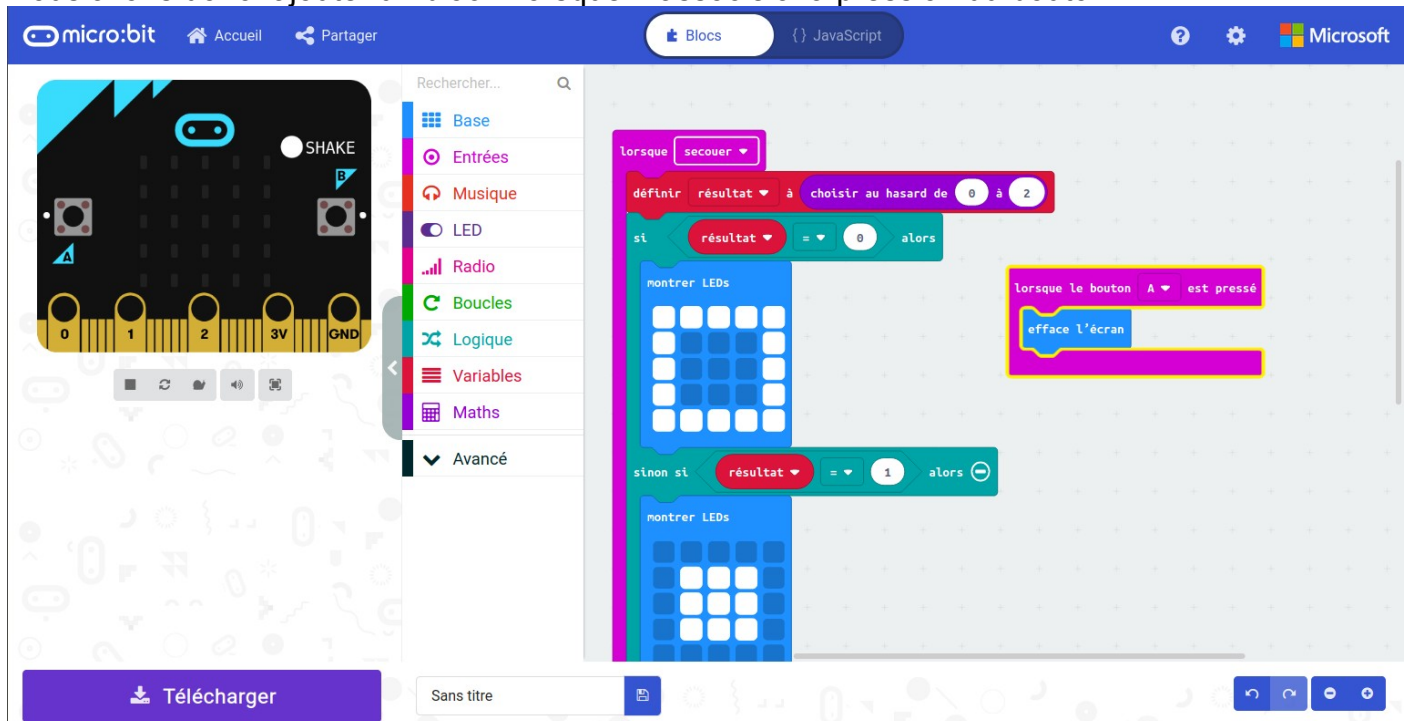 micro:bit Accueil Partager Blocs {} JavaScript ? Microsoft
SHAKE
B
A
0 1 2 3V GND
Rechercher...
Base
Entrées
Musique
LED
Radio
Boucles
Logique
Variables
Maths
Avancé
lorsque secouer
définir résultat à choisir au hasard de 0 à 2
si résultat = 0 alors
montrer LEDs
sinon si résultat = 1 alors
montrer LEDs
lorsque le bouton A est pressé
efface l'écran
Télécharger
Sans titre